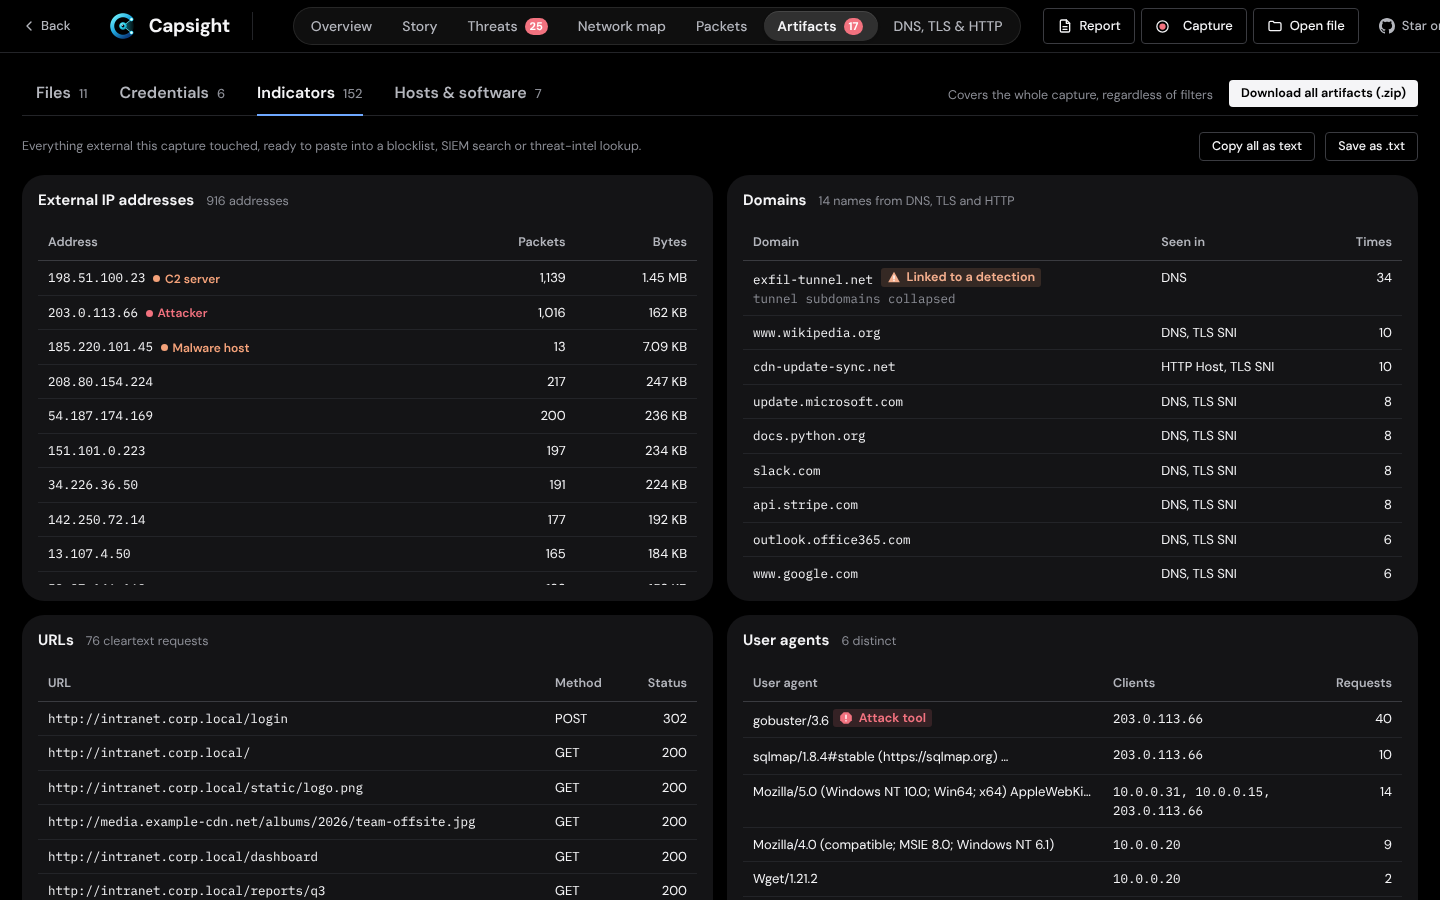 Back
Capsight
Overview
Story
Threats 25
Network map
Packets
Artifacts 17
DNS, TLS & HTTP
Report
Capture
Open file
Star
Files 11
Credentials 6
Indicators 152
Hosts & software 7
Covers the whole capture, regardless of filters
Download all artifacts (.zip)
Everything external this capture touched, ready to paste into a blocklist, SIEM search or threat-intel lookup.
Copy all as text
Save as .txt
External IP addresses 916 addresses
Address Packets Bytes
198.51.100.23 C2 server 1,139 1.45 MB
203.0.113.66 Attacker 1,016 162 KB
185.220.101.45 Malware host 13 7.09 KB
208.80.154.224 217 247 KB
54.187.174.169 200 236 KB
151.101.0.223 197 234 KB
34.226.36.50 191 224 KB
142.250.72.14 177 192 KB
13.107.4.50 165 184 KB
Domains 14 names from DNS, TLS and HTTP
Domain Seen in Times
exfil-tunnel.net Linked to a detection DNS 34
tunnel subdomains collapsed
www.wikipedia.org DNS, TLS SNI 10
cdn-update-sync.net HTTP Host, TLS SNI 10
update.microsoft.com DNS, TLS SNI 8
docs.python.org DNS, TLS SNI 8
slack.com DNS, TLS SNI 8
api.stripe.com DNS, TLS SNI 8
outlook.office365.com DNS, TLS SNI 6
www.google.com DNS, TLS SNI 6
URLs 76 cleartext requests
URL Method Status
http://intranet.corp.local/login POST 302
http://intranet.corp.local/ GET 200
http://intranet.corp.local/static/logo.png GET 200
http://media.example-cdn.net/albums/2026/team-offsite.jpg GET 200
http://intranet.corp.local/dashboard GET 200
http://intranet.corp.local/reports/q3 GET 200
User agents 6 distinct
User agent Clients Requests
gobuster/3.6 Attack tool 203.0.113.66 40
sqlmap/1.8.4#stable (https://sqlmap.org) ... 203.0.113.66 10
Mozilla/5.0 (Windows NT 10.0; Win64; x64) AppleWebKi... 10.0.0.31, 10.0.0.15, 14
203.0.113.66
Mozilla/4.0 (compatible; MSIE 8.0; Windows NT 6.1) 10.0.0.20 9
Wget/1.21.2 10.0.0.20 2